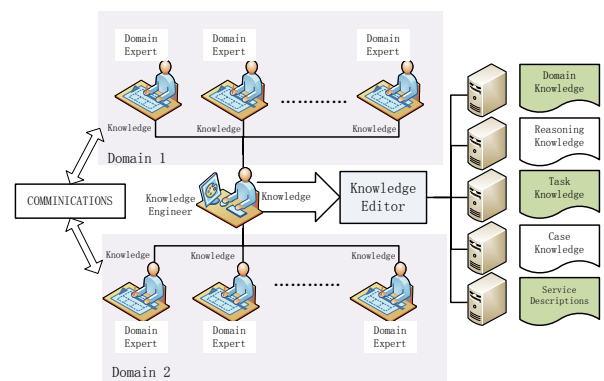 Domain
Expert
Domain
Expert
Domain
Expert
Knowledge
Knowledge
Knowledge
Domain 1
COMMINICATIONS
Knowledge
Engineer
Knowledge
Knowledge
Editor
Domain
Knowledge
Reasoning
Knowledge
Task
Knowledge
Case
Knowledge
Service
Descriptions
Knowledge
Knowledge
Knowledge
Domain
Expert
Domain
Expert
Domain
Expert
Domain 2